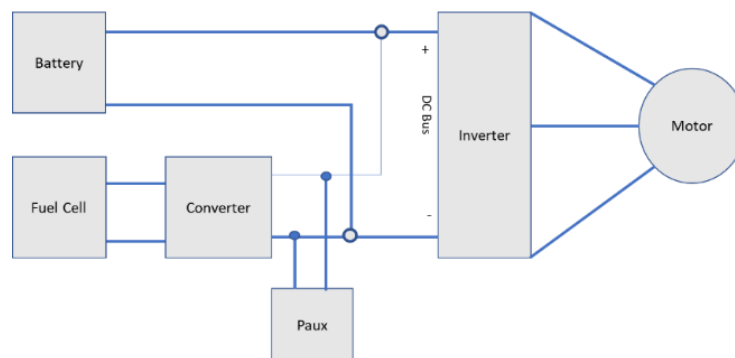 Battery
+
DC Bus
Inverter
Motor
Fuel Cell
Converter
-
Paux